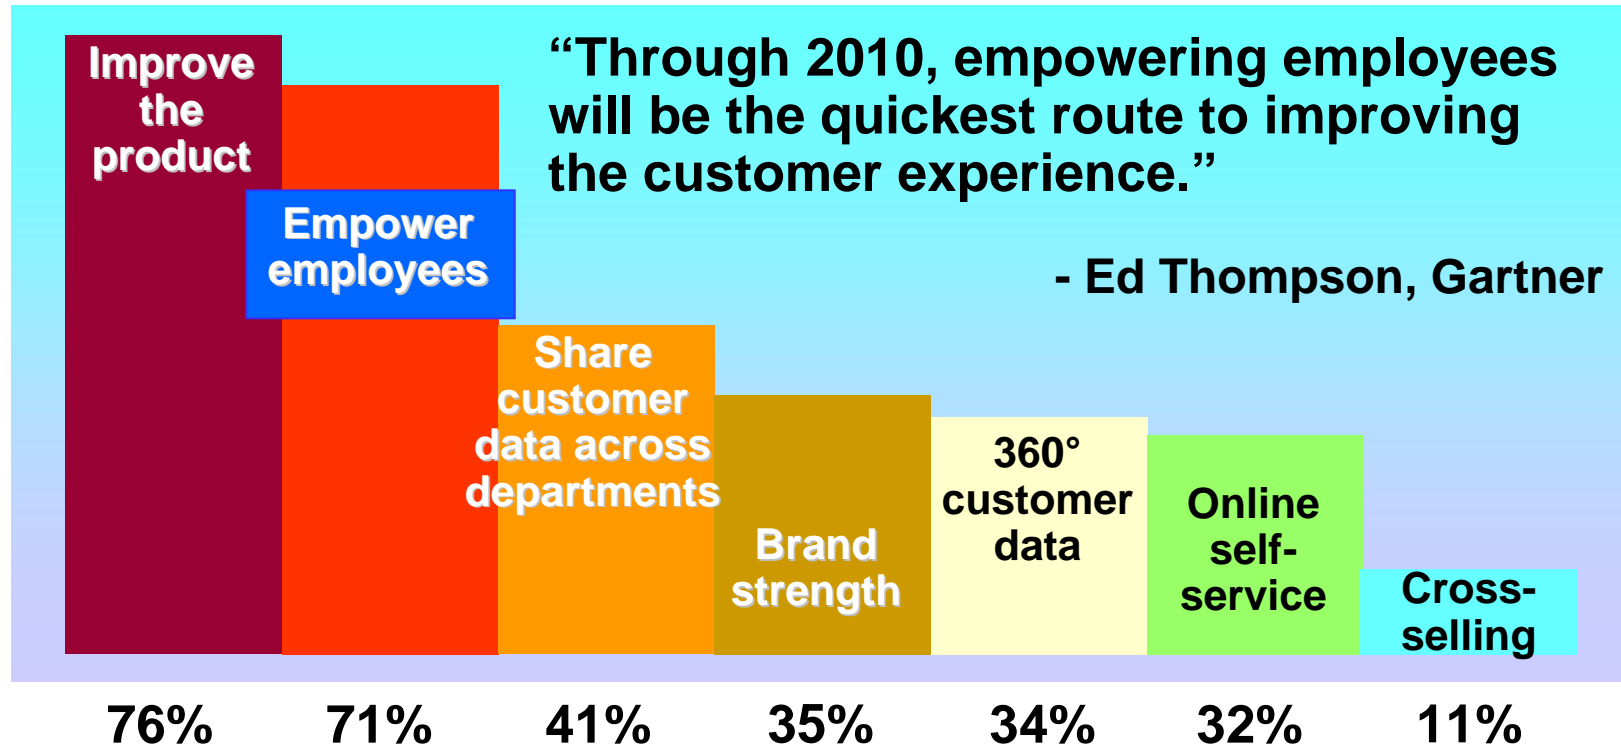 “Through 2010, empowering employees
will be the quickest route to improving
the customer experience.”
- Ed Thompson, Gartner
Improve
the
product
Empower
employees
Share
customer
data across
departments
Brand
strength
360°
customer
data
Online
self-
service
Cross-
selling
76% 71% 41% 35% 34% 32% 11%